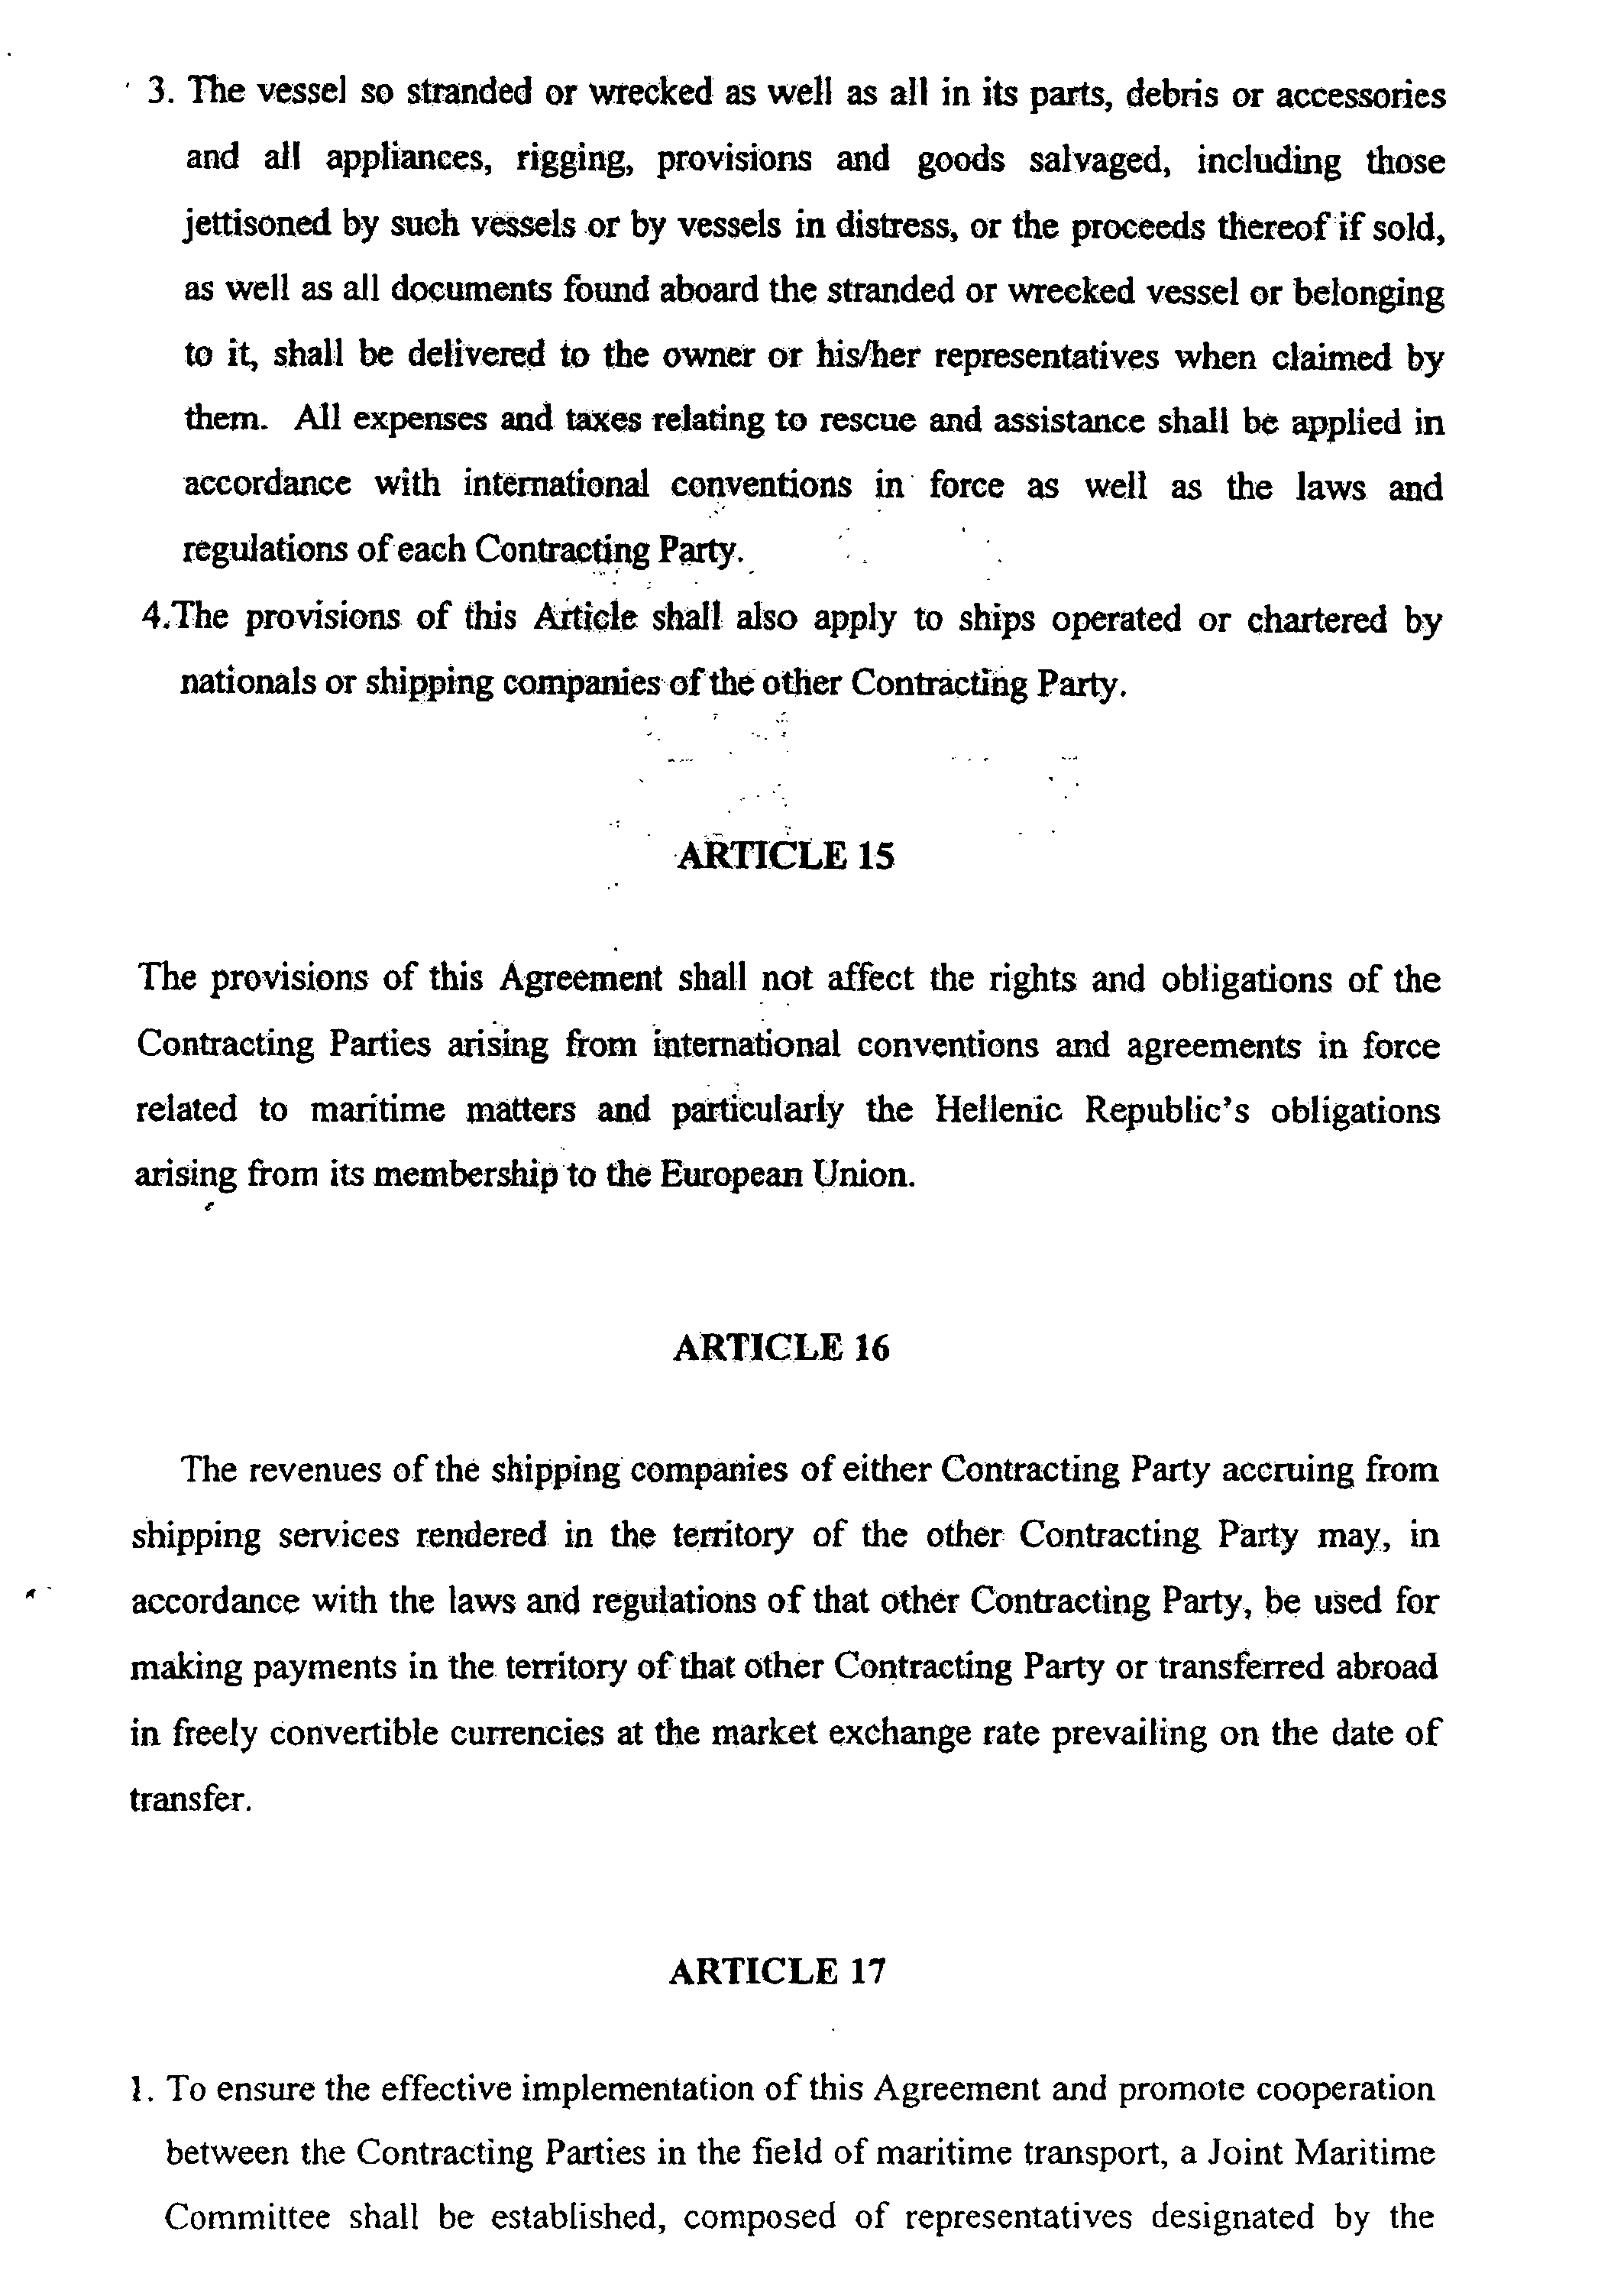 3. The vessel so stranded or wrecked as well as all in its parts, debris or accessories
and all appliances, rigging, provisions and goods salvaged, including those
jettisoned by such vessels or by vessels in distress, or the proceeds thereof if sold,
as well as all documents found aboard the stranded or wrecked vessel or belonging
to it, shall be delivered to the owner or his/her representatives when claimed by
them. All expenses and taxes relating to rescue and assistance shall be applied in
accordance with international conventions in force as well as the laws and
regulations of each Contracting Party.
4.The provisions of this Article shall also apply to ships operated or chartered by
nationals or shipping companies of the other Contracting Party.
ARTICLE 15
The provisions of this Agreement shall not affect the rights and obligations of the
Contracting Parties arising from international conventions and agreements in force
related to maritime matters and particularly the Hellenic Republic's obligations
arising from its membership to the European Union.
ARTICLE 16
The revenues of the shipping companies of either Contracting Party accruing from
shipping services rendered in the territory of the other Contracting Party may, in
accordance with the laws and regulations of that other Contracting Party, be used for
making payments in the territory of that other Contracting Party or transferred abroad
in freely convertible currencies at the market exchange rate prevailing on the date of
transfer.
ARTICLE 17
1. To ensure the effective implementation of this Agreement and promote cooperation
between the Contracting Parties in the field of maritime transport, a Joint Maritime
Committee shall be established, composed of representatives designated by the